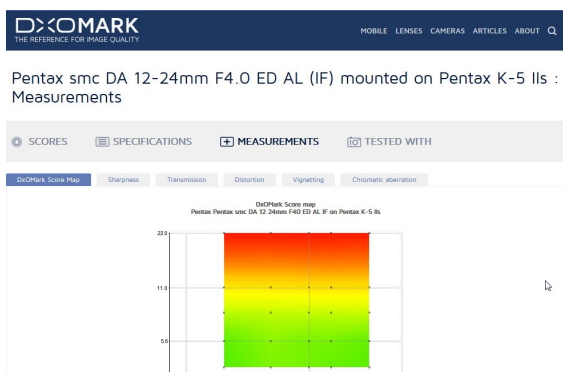 DXOMARK
THE REFERENCE FOR IMAGE QUALITY
MOBILE LENSES CAMERAS ARTICLES ABOUT
Pentax smc DA 12-24mm F4.0 ED AL (IF) mounted on Pentax K-5 IIs :
Measurements
SCORES SPECIFICATIONS MEASUREMENTS TESTED WITH
DxOMark Score Map Sharpness Transmission Distortion Vignetting Chromatic aberration
DxOMark Score map
Pentax Pentax smc DA 12 24mm F40 ED AL IF on Pentax K-5 IIs
22.0
11.0
5.6